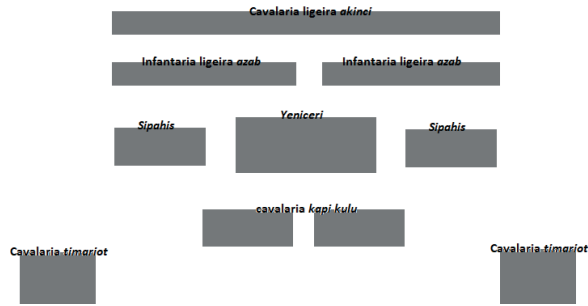 Cavalaria ligeira akinci
Infantaria ligeira azab
Infantaria ligeira azab
Yeniceri
Sipahis
Sipahis
cavalaria kapi kulu
Cavalaria timariot
Cavalaria timariot